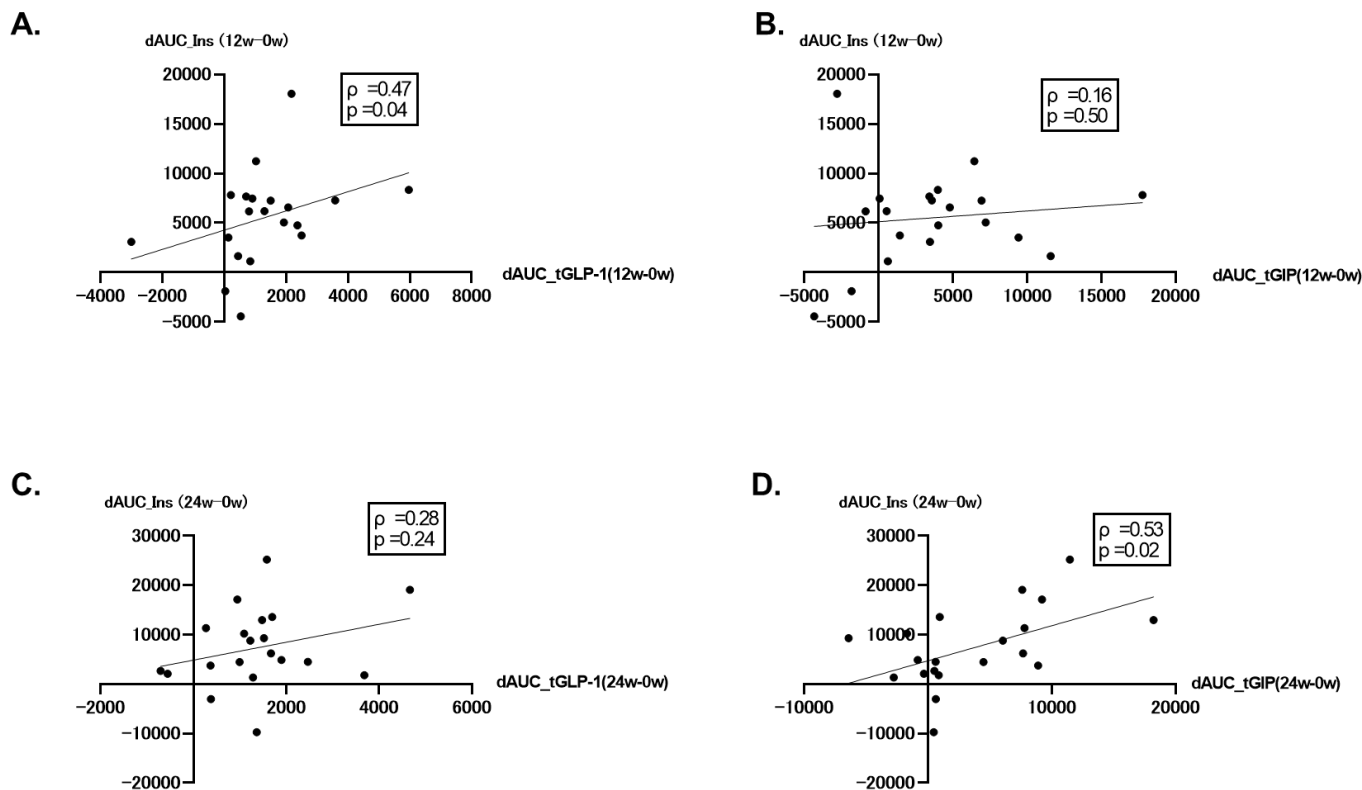 A.
dAUC_Ins (12w-0w)
20000
15000
10000
5000
-5000
-4000 -2000 2000 4000 6000 8000
dAUC_tGLP-1(12w-0w)
ρ =0.47
p =0.04
B.
dAUC_Ins (12w-0w)
20000
15000
10000
5000
-5000
-5000 5000 10000 15000 20000
dAUC_tGIP(12w-0w)
ρ =0.16
p =0.50
C.
dAUC_Ins (24w-0w)
30000
20000
10000
-10000
-20000
-2000 2000 4000 6000
dAUC_tGLP-1(24w-0w)
ρ =0.28
p =0.24
D.
dAUC_Ins (24w-0w)
30000
20000
10000
-10000
-20000
-10000 10000 20000
dAUC_tGIP(24w-0w)
ρ =0.53
p =0.02